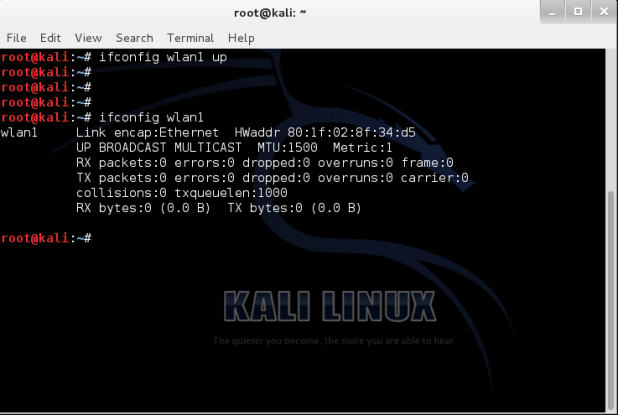 root@kali: ~
File Edit View Search Terminal Help
root@kali:~# ifconfig wlan1 up
root@kali:~#
root@kali:~#
root@kali:~#
root@kali:~# ifconfig wlan1
wlan1     Link encap:Ethernet  HWaddr 80:1f:02:8f:34:d5
          UP BROADCAST MULTICAST  MTU:1500  Metric:1
          RX packets:0 errors:0 dropped:0 overruns:0 frame:0
          TX packets:0 errors:0 dropped:0 overruns:0 carrier:0
          collisions:0 txqueuelen:1000
          RX bytes:0 (0.0 B)  TX bytes:0 (0.0 B)
root@kali:~#
KALI LINUX
The quieter you become, the more you are able to hear.